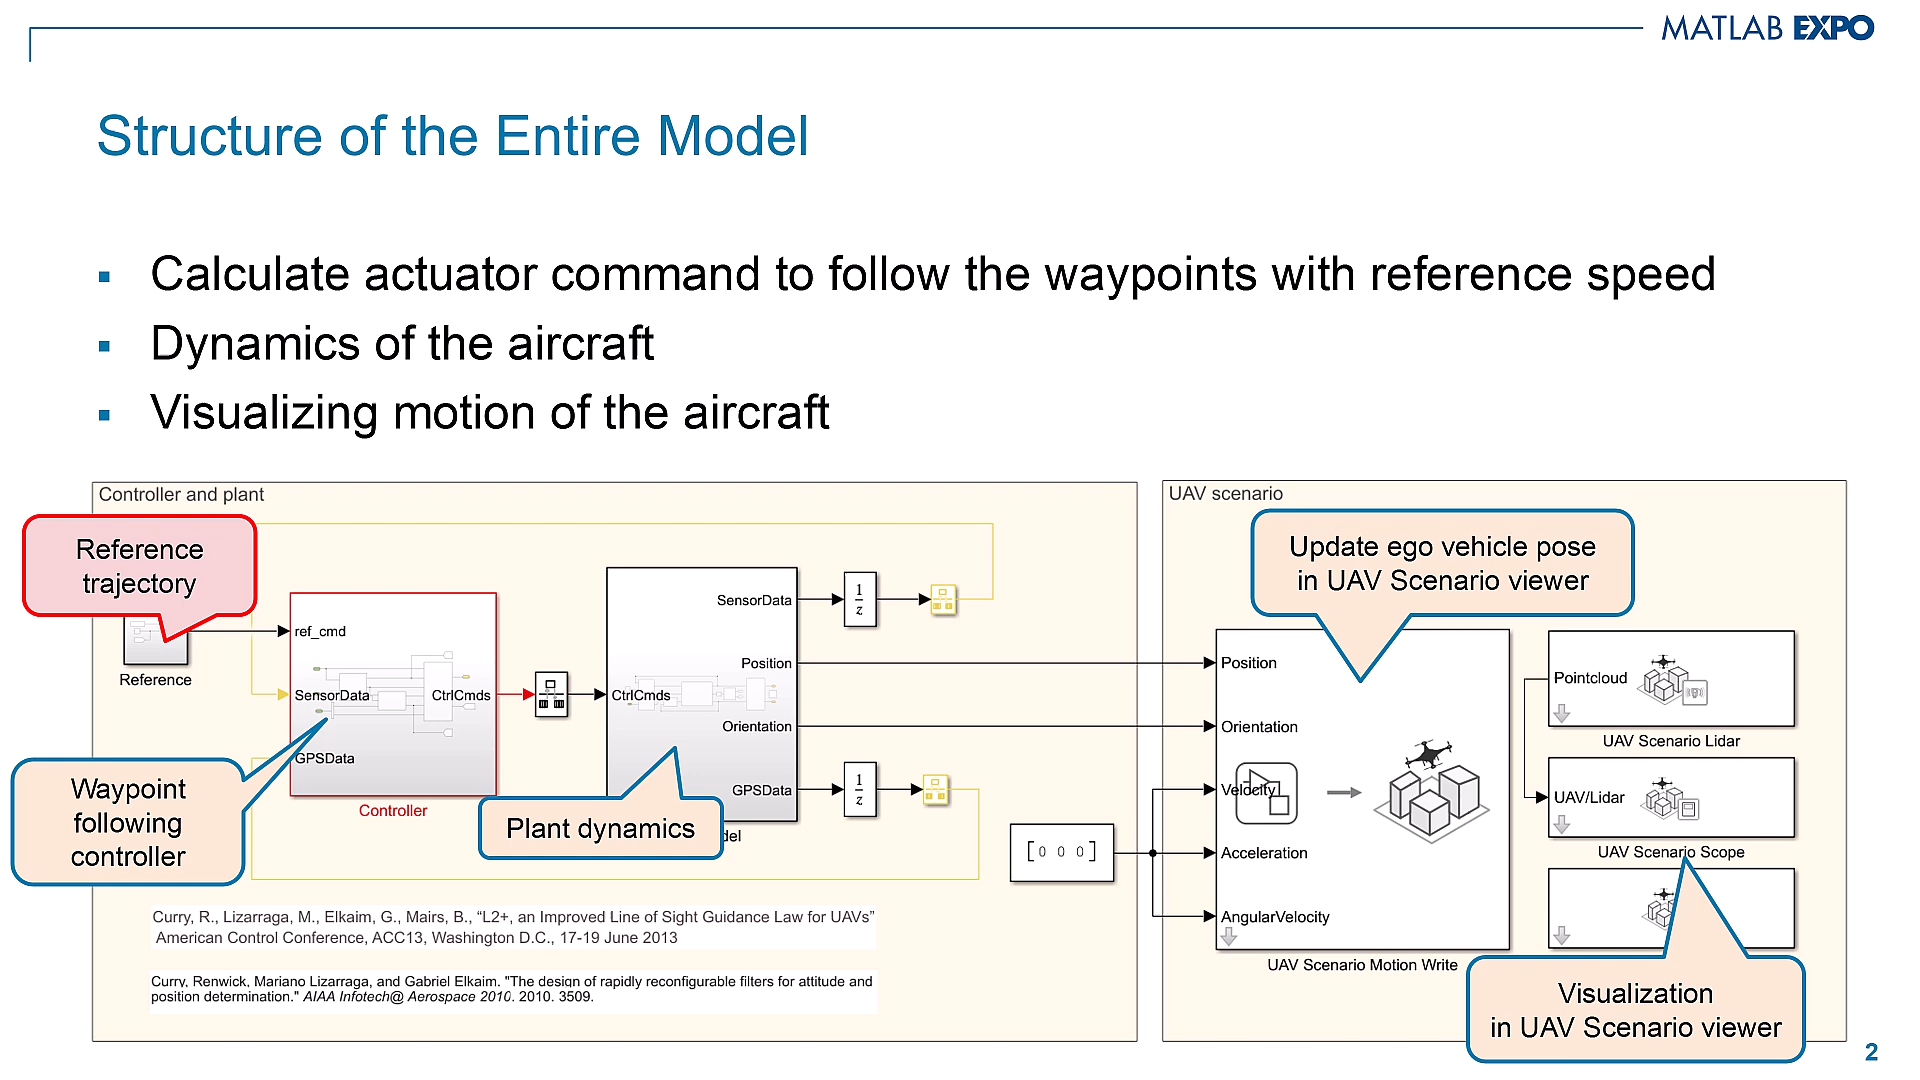 MATLAB EXPO
Structure of the Entire Model
▪ Calculate actuator command to follow the waypoints with reference speed
▪ Dynamics of the aircraft
▪ Visualizing motion of the aircraft
Controller and plant
Reference
trajectory
Reference
ref_cmd
SensorData
CtrlCmds
GPSData
Controller
Waypoint
following
controller
CtrlCmds
SensorData
Position
Orientation
GPSData
del
Plant dynamics
1
z
1
z
Curry, R., Lizarraga, M., Elkaim, G., Mairs, B., “L2+, an Improved Line of Sight Guidance Law for UAVs”
American Control Conference, ACC13, Washington D.C., 17-19 June 2013
Curry, Renwick, Mariano Lizarraga, and Gabriel Elkaim. "The design of rapidly reconfigurable filters for attitude and
position determination." AIAA Infotech@ Aerospace 2010. 2010. 3509.
[0 0 0]
UAV scenario
Update ego vehicle pose
in UAV Scenario viewer
Position
Orientation
Velocity
Acceleration
AngularVelocity
UAV Scenario Motion Write
Pointcloud
UAV Scenario Lidar
UAV/Lidar
UAV Scenario Scope
Visualization
in UAV Scenario viewer
2